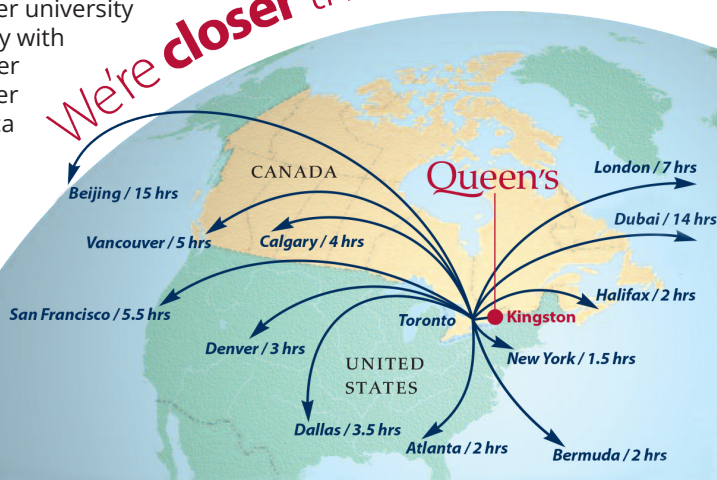 er university
y with
er
er
ca
We're closer
CANADA
Queen's
London / 7 hrs
Beijing / 15 hrs
Dubai / 14 hrs
Vancouver / 5 hrs
Calgary / 4 hrs
Halifax / 2 hrs
San Francisco / 5.5 hrs
Toronto
Kingston
Denver / 3 hrs
New York / 1.5 hrs
UNITED
STATES
Dallas / 3.5 hrs
Atlanta / 2 hrs
Bermuda / 2 hrs